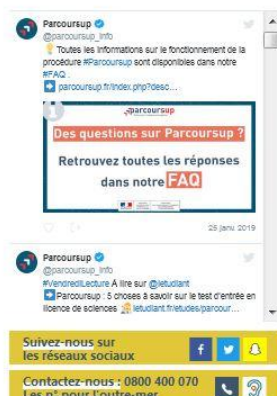 Parcoursup
@parcoursup_info
Toutes les informations sur le fonctionnement de la
procédure #Parcoursup sont disponibles dans notre
#FAQ .
parcoursup.fr/index.php?desc...
parcoursup
Des questions sur Parcoursup ?
Retrouvez toutes les réponses
dans notre FAQ
25 janv. 2019
Parcoursup
@parcoursup_info
#VendrediLecture A lire sur @letudiant
Parcoursup : 5 choses à savoir sur le test d'entrée en
licence de sciences letudiant.fr/etudes/parcour...
Suivez-nous sur
les réseaux sociaux
Contactez-nous : 0800 400 070
Les n° pour l'outre-mer